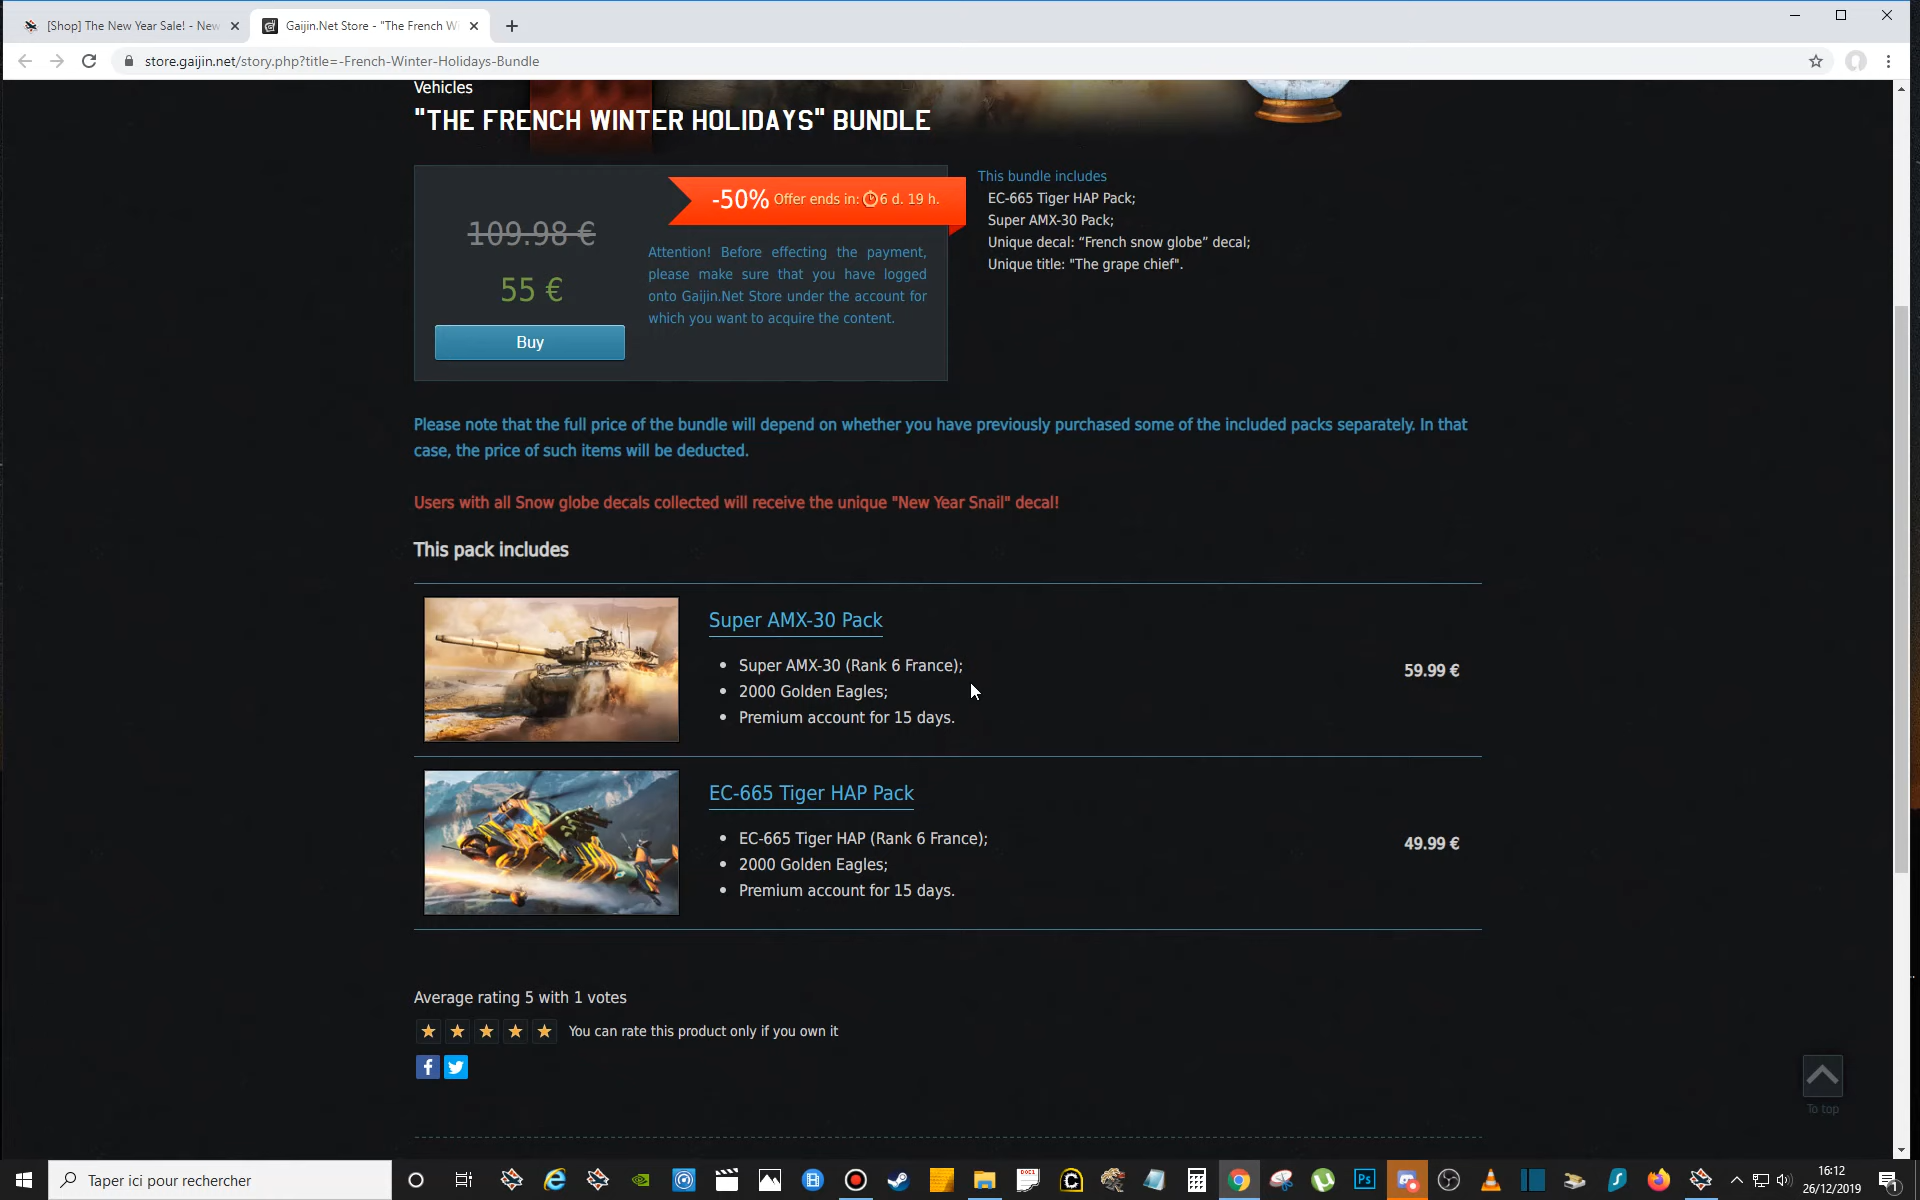 [Shop] The New Year Sale! - New
Gaijin.Net Store - "The French Wi
store.gaijin.net/story.php?title=-French-Winter-Holidays-Bundle
Vehicles
"THE FRENCH WINTER HOLIDAYS" BUNDLE
-50% Offer ends in: 6 d. 19 h.
109.98 €
55 €
Buy
Attention! Before effecting the payment,
please make sure that you have logged
onto Gaijin.Net Store under the account for
which you want to acquire the content.
This bundle includes
EC-665 Tiger HAP Pack;
Super AMX-30 Pack;
Unique decal: “French snow globe” decal;
Unique title: "The grape chief".
Please note that the full price of the bundle will depend on whether you have previously purchased some of the included packs separately. In that
case, the price of such items will be deducted.
Users with all Snow globe decals collected will receive the unique "New Year Snail" decal!
This pack includes
Super AMX-30 Pack
• Super AMX-30 (Rank 6 France);
• 2000 Golden Eagles;
• Premium account for 15 days.
59.99 €
EC-665 Tiger HAP Pack
• EC-665 Tiger HAP (Rank 6 France);
• 2000 Golden Eagles;
• Premium account for 15 days.
49.99 €
Average rating 5 with 1 votes
You can rate this product only if you own it
To top
Taper ici pour rechercher
16:12
26/12/2019